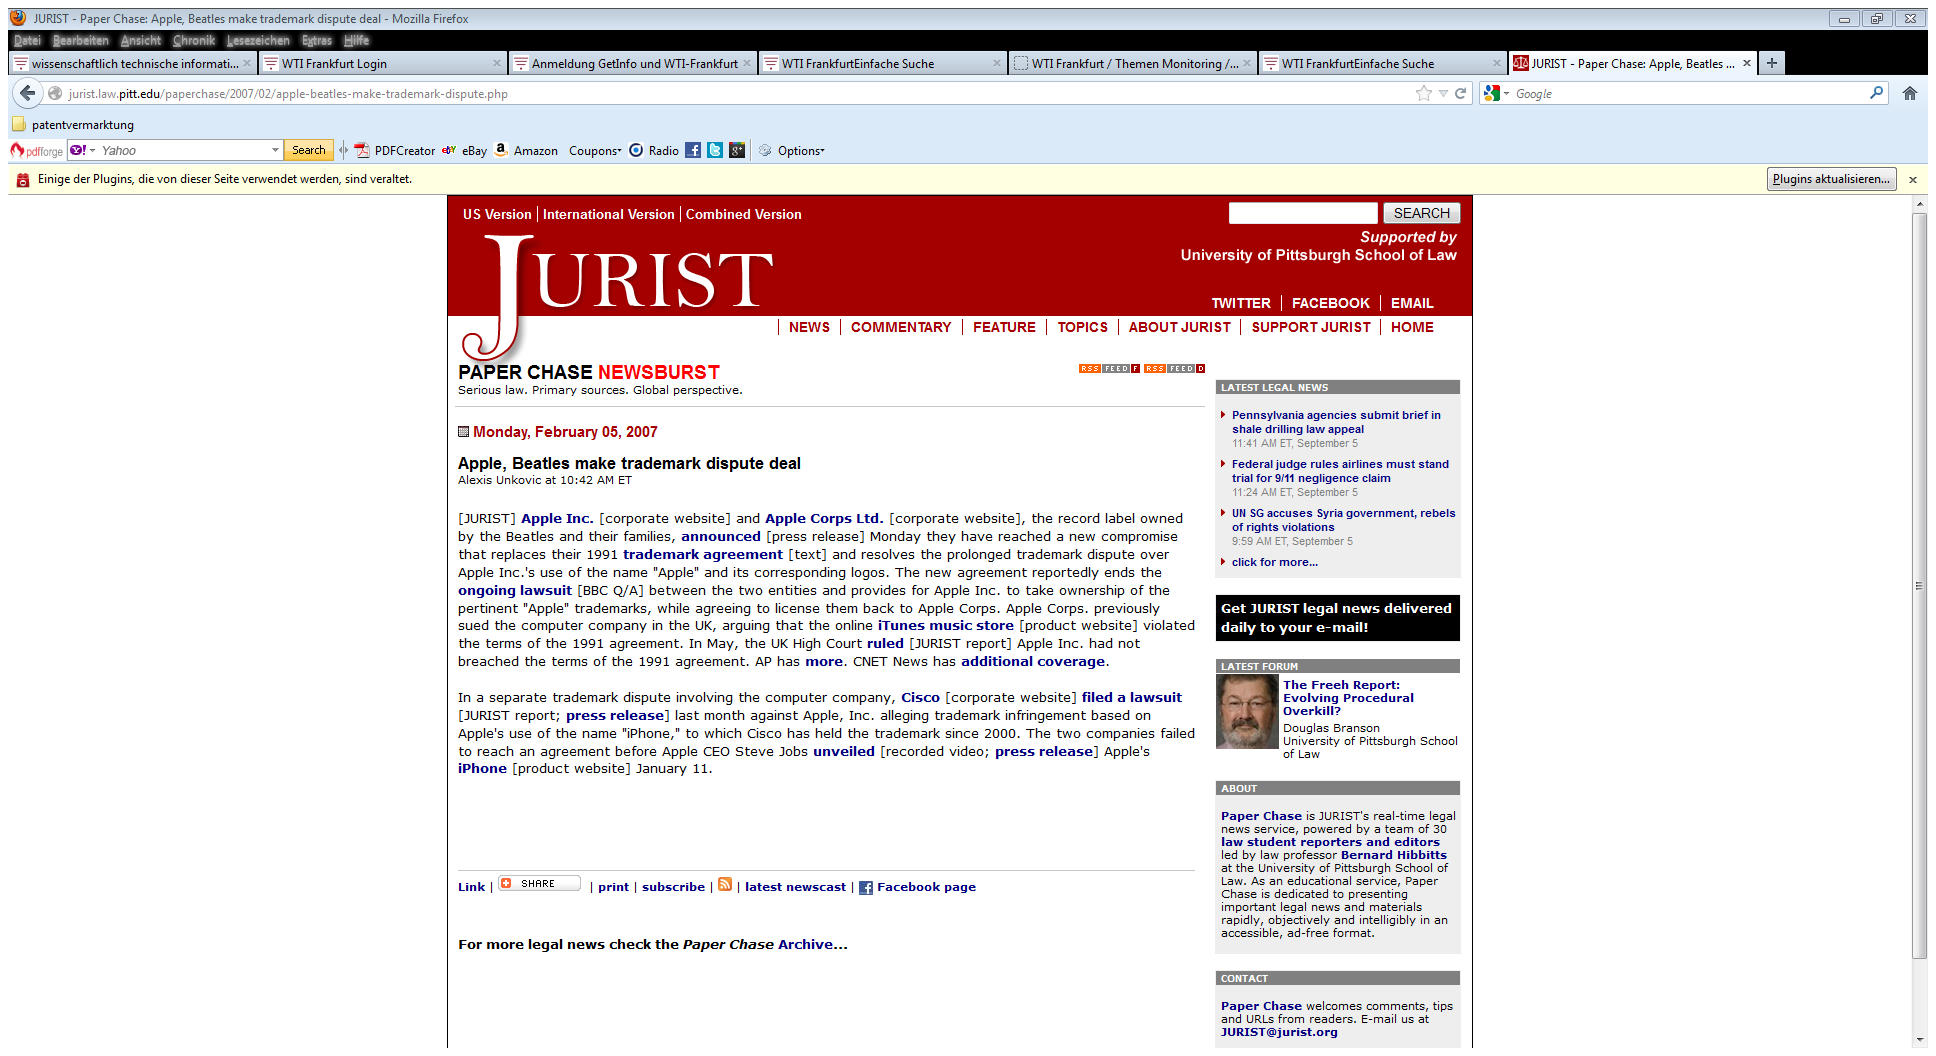 JURIST - Paper Chase: Apple, Beatles make trademark dispute deal - Mozilla Firefox
Datei Bearbeiten Ansicht Chronik Lesezeichen Extras Hilfe
wissenschaftlich technische informati... WTI Frankfurt Login Anmeldung GetInfo und WTI-Frankfurt WTI FrankfurtEinfache Suche WTI Frankfurt / Themen Monitoring /... WTI FrankfurtEinfache Suche JURIST - Paper Chase: Apple, Beatles ...
jurist.law.pitt.edu/paperchase/2007/02/apple-beatles-make-trademark-dispute.php Google
patentvermarktung
pdfforge Y! Yahoo Search PDFCreator eBay Amazon Coupons Radio Options
Einige der Plugins, die von dieser Seite verwendet werden, sind veraltet. Plugins aktualisieren...
US Version | International Version | Combined Version SEARCH
Supported by
University of Pittsburgh School of Law
JURIST
TWITTER | FACEBOOK | EMAIL
| NEWS | COMMENTARY | FEATURE | TOPICS | ABOUT JURIST | SUPPORT JURIST | HOME
PAPER CHASE NEWSBURST RSS FEED F RSS FEED D
Serious law. Primary sources. Global perspective.
Monday, February 05, 2007
Apple, Beatles make trademark dispute deal
Alexis Unkovic at 10:42 AM ET
[JURIST] Apple Inc. [corporate website] and Apple Corps Ltd. [corporate website], the record label owned
by the Beatles and their families, announced [press release] Monday they have reached a new compromise
that replaces their 1991 trademark agreement [text] and resolves the prolonged trademark dispute over
Apple Inc.'s use of the name "Apple" and its corresponding logos. The new agreement reportedly ends the
ongoing lawsuit [BBC Q/A] between the two entities and provides for Apple Inc. to take ownership of the
pertinent "Apple" trademarks, while agreeing to license them back to Apple Corps. Apple Corps. previously
sued the computer company in the UK, arguing that the online iTunes music store [product website] violated
the terms of the 1991 agreement. In May, the UK High Court ruled [JURIST report] Apple Inc. had not
breached the terms of the 1991 agreement. AP has more. CNET News has additional coverage.
In a separate trademark dispute involving the computer company, Cisco [corporate website] filed a lawsuit
[JURIST report; press release] last month against Apple, Inc. alleging trademark infringement based on
Apple's use of the name "iPhone," to which Cisco has held the trademark since 2000. The two companies failed
to reach an agreement before Apple CEO Steve Jobs unveiled [recorded video; press release] Apple's
iPhone [product website] January 11.
Link | SHARE | print | subscribe | | latest newscast | Facebook page
For more legal news check the Paper Chase Archive...
LATEST LEGAL NEWS
Pennsylvania agencies submit brief in
shale drilling law appeal
11:41 AM ET, September 5
Federal judge rules airlines must stand
trial for 9/11 negligence claim
11:24 AM ET, September 5
UN SG accuses Syria government, rebels
of rights violations
9:59 AM ET, September 5
click for more...
Get JURIST legal news delivered
daily to your e-mail!
LATEST FORUM
The Freeh Report:
Evolving Procedural
Overkill?
Douglas Branson
University of Pittsburgh School
of Law
ABOUT
Paper Chase is JURIST's real-time legal
news service, powered by a team of 30
law student reporters and editors
led by law professor Bernard Hibbitts
at the University of Pittsburgh School of
Law. As an educational service, Paper
Chase is dedicated to presenting
important legal news and materials
rapidly, objectively and intelligibly in an
accessible, ad-free format.
CONTACT
Paper Chase welcomes comments, tips
and URLs from readers. E-mail us at
JURIST@jurist.org